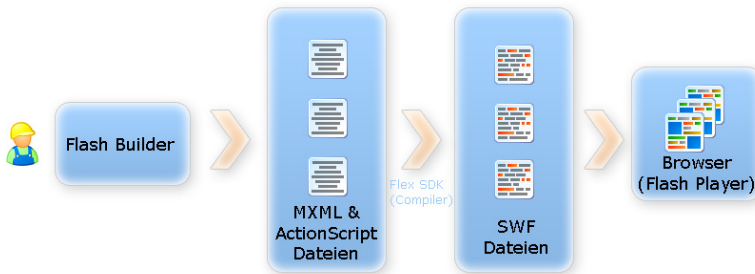 Flash Builder
MXML &
ActionScript
Dateien
Flex SDK
(Compiler)
SWF
Dateien
Browser
(Flash Player)